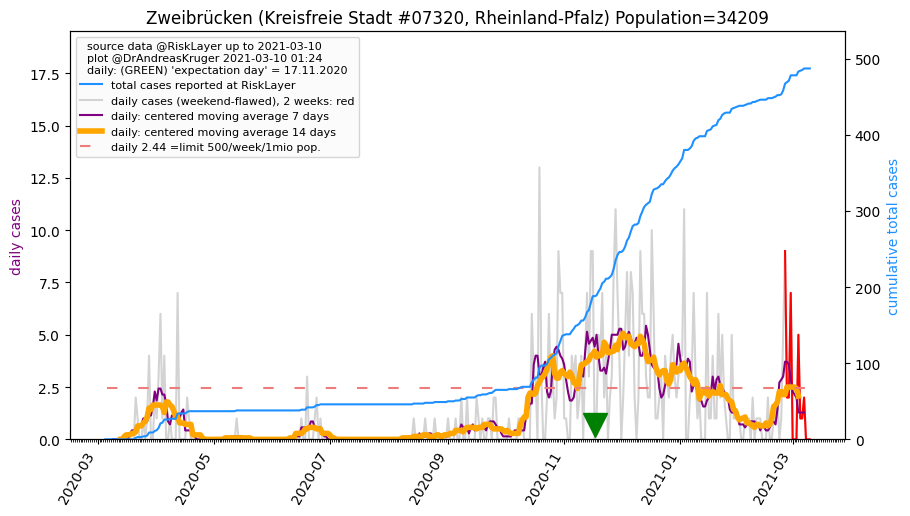 Zweibrücken (Kreisfreie Stadt #07320, Rheinland-Pfalz) Population=34209
source data @RiskLayer up to 2021-03-10
plot @DrAndreasKruger 2021-03-10 01:24
daily: (GREEN) 'expectation day' = 17.11.2020
total cases reported at RiskLayer
daily cases (weekend-flawed), 2 weeks: red
daily: centered moving average 7 days
daily: centered moving average 14 days
daily 2.44 =limit 500/week/1mio pop.
daily cases
17.5
15.0
12.5
10.0
7.5
5.0
2.5
0.0
500
400
300
200
100
0
cumulative total cases
2020-03
2020-05
2020-07
2020-09
2020-11
2021-01
2021-03